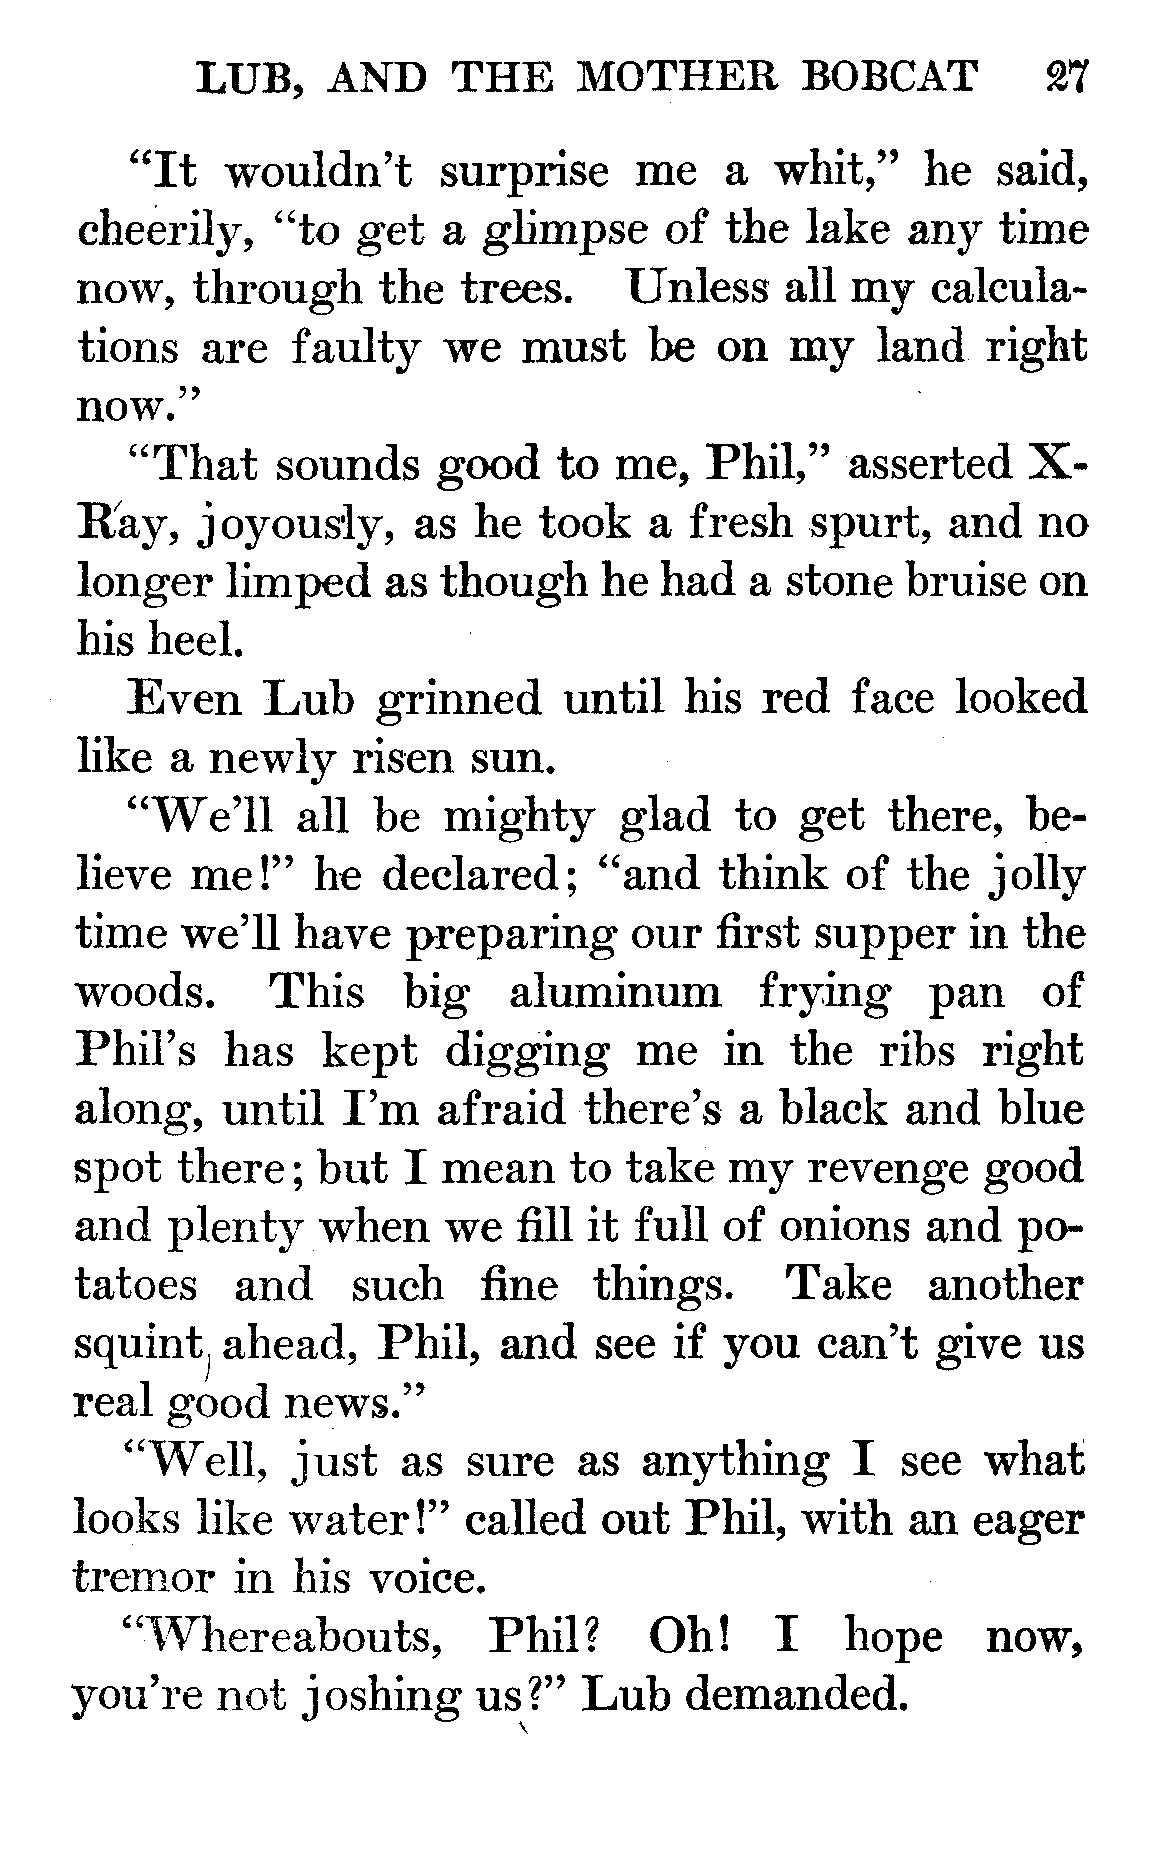 LUB, AND THE MOTHER BOBCAT 27
“It wouldn’t surprise me a whit,” he said,
cheerily, “to get a glimpse of the lake any time
now, through the trees. Unless all my calcula-
tions are faulty we must be on my land right
now.”
“That sounds good to me, Phil,” asserted X-
Ray, joyously, as he took a fresh spurt, and no
longer limped as though he had a stone bruise on
his heel.
Even Lub grinned until his red face looked
like a newly risen sun.
“We’ll all be mighty glad to get there, be-
lieve me!” he declared; “and think of the jolly
time we’ll have preparing our first supper in the
woods. This big aluminum frying pan of
Phil’s has kept digging me in the ribs right
along, until I’m afraid there’s a black and blue
spot there; but I mean to take my revenge good
and plenty when we fill it full of onions and po-
tatoes and such fine things. Take another
squint ahead, Phil, and see if you can’t give us
real good news.”
“Well, just as sure as anything I see what
looks like water!” called out Phil, with an eager
tremor in his voice.
“Whereabouts, Phil? Oh! I hope now,
you’re not joshing us?” Lub demanded.